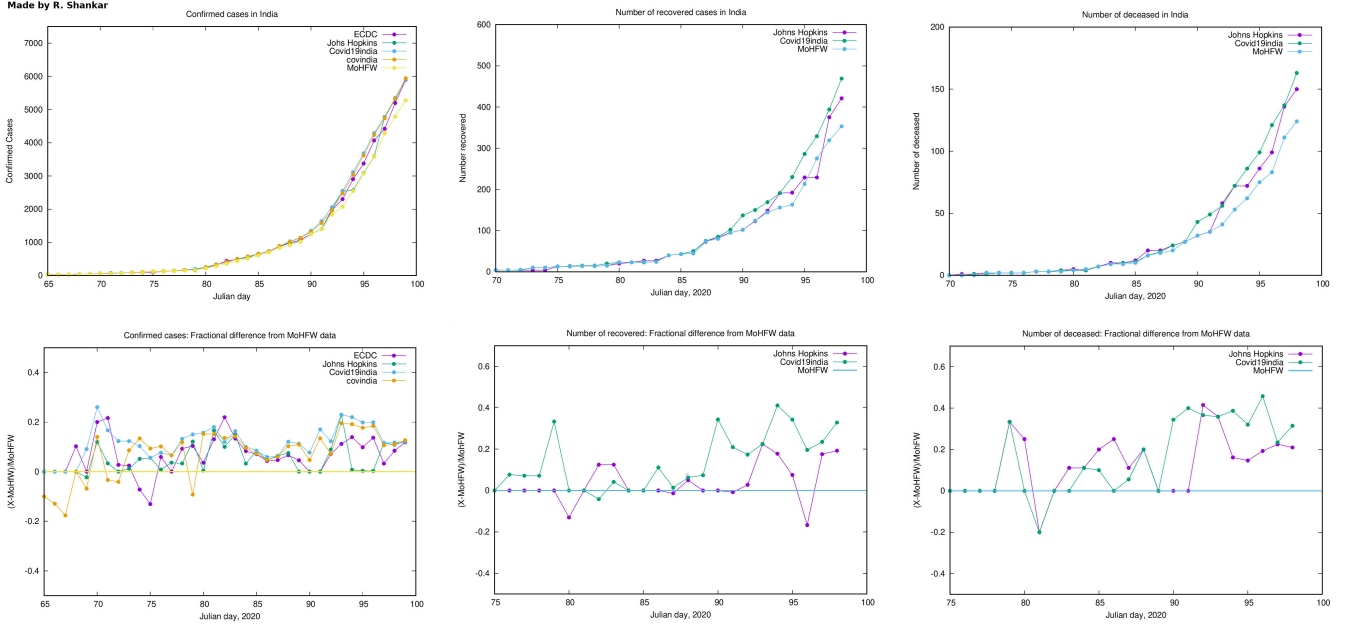 Made by R. Shankar
Confirmed cases in India
ECDC
Johs Hopkins
Covid19india
covindia
MoHFW
Confirmed Cases
7000
6000
5000
4000
3000
2000
1000
0
65 70 75 80 85 90 95 100
Julian day
Number of recovered cases in India
Johns Hopkins
Covid19india
MoHFW
Number recovered
600
500
400
300
200
100
0
70 75 80 85 90 95 100
Julian day, 2020
Number of deceased in India
Johns Hopkins
Covid19india
MoHFW
Number of deceased
200
150
100
50
0
70 75 80 85 90 95 100
Julian day, 2020
Confirmed cases: Fractional difference from MoHFW data
ECDC
Johns Hopkins
Covid19india
covindia
(X-MoHFW)/MoHFW
0.4
0.2
0
-0.2
-0.4
65 70 75 80 85 90 95 100
Julian day, 2020
Number of recovered: Fractional difference from MoHFW data
Johns Hopkins
Covid19india
MoHFW
(X-MoHFW)/MoHFW
0.6
0.4
0.2
0
-0.2
-0.4
75 80 85 90 95 100
Julian day, 2020
Number of deceased: Fractional difference from MoHFW data
Johns Hopkins
Covid19india
MoHFW
(X-MoHFW)/MoHFW
0.6
0.4
0.2
0
-0.2
-0.4
75 80 85 90 95 100
Julian day, 2020